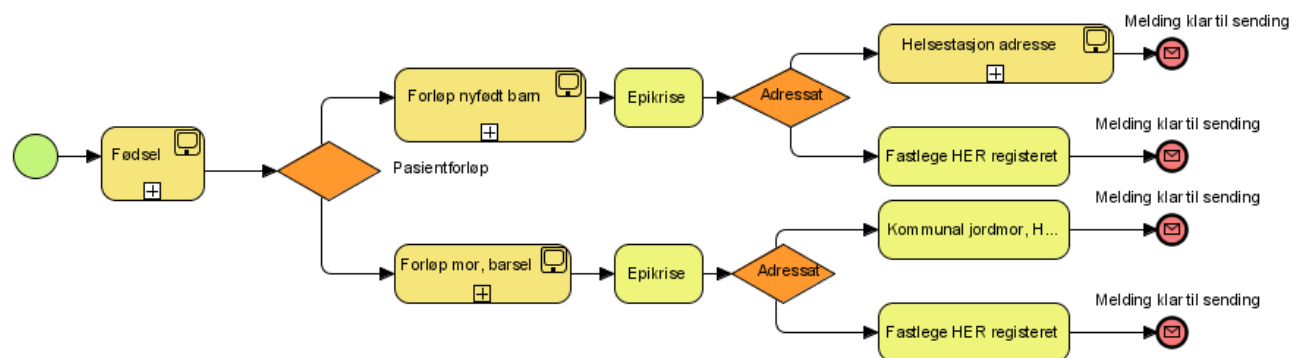 Melding klar til sending
Helsestasjon adresse
Forløp nyfødt barn
Epikrise
Adressat
Melding klar til sending
Fødsel
Fastlege HER registeret
Pasientforløp
Melding klar til sending
Kommunal jordmor, H...
Forløp mor, barsel
Epikrise
Adressat
Melding klar til sending
Fastlege HER registeret